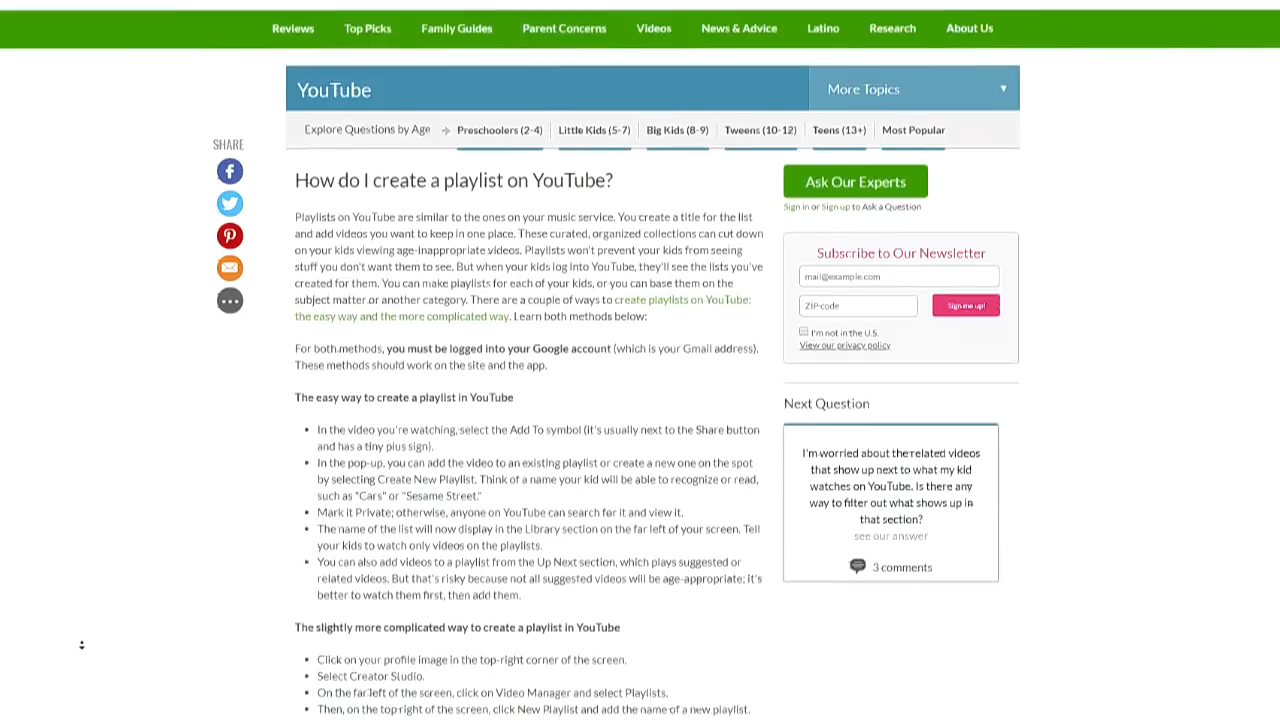 Reviews Top Picks Family Guides Parent Concerns Videos News & Advice Latino Research About Us
YouTube
More Topics
Explore Questions by Age Preschoolers (2-4) Little Kids (5-7) Big Kids (8-9) Tweens (10-12) Teens (13+) Most Popular
SHARE
How do I create a playlist on YouTube?
Playlists on YouTube are similar to the ones on your music service. You create a title for the list
and add videos you want to keep in one place. These curated, organized collections can cut down
on your kids viewing age-inappropriate videos. Playlists won't prevent your kids from seeing
stuff you don't want them to see. But when your kids log into YouTube, they'll see the lists you've
created for them. You can make playlists for each of your kids, or you can base them on the
subject matter or another category. There are a couple of ways to create playlists on YouTube:
the easy way and the more complicated way. Learn both methods below:
For both methods, you must be logged into your Google account (which is your Gmail address).
These methods should work on the site and the app.
The easy way to create a playlist in YouTube
In the video you're watching, select the Add To symbol (it's usually next to the Share button
and has a tiny plus sign).
In the pop-up, you can add the video to an existing playlist or create a new one on the spot
by selecting Create New Playlist. Think of a name your kid will be able to recognize or read,
such as "Cars" or "Sesame Street."
Mark it Private; otherwise, anyone on YouTube can search for it and view it.
The name of the list will now display in the Library section on the far left of your screen. Tell
your kids to watch only videos on the playlists.
You can also add videos to a playlist from the Up Next section, which plays suggested or
related videos. But that's risky because not all suggested videos will be age-appropriate; it's
better to watch them first, then add them.
The slightly more complicated way to create a playlist in YouTube
Click on your profile image in the top-right corner of the screen.
Select Creator Studio.
On the far left of the screen, click on Video Manager and select Playlists.
Then, on the top right of the screen, click New Playlist and add the name of a new playlist.
Ask Our Experts
Sign in or Sign up to Ask a Question
Subscribe to Our Newsletter
mail@example.com
ZIP code
Sign me up!
I'm not in the U.S.
View our privacy policy
Next Question
I'm worried about the related videos
that show up next to what my kid
watches on YouTube. Is there any
way to filter out what shows up in
that section?
see our answer
3 comments